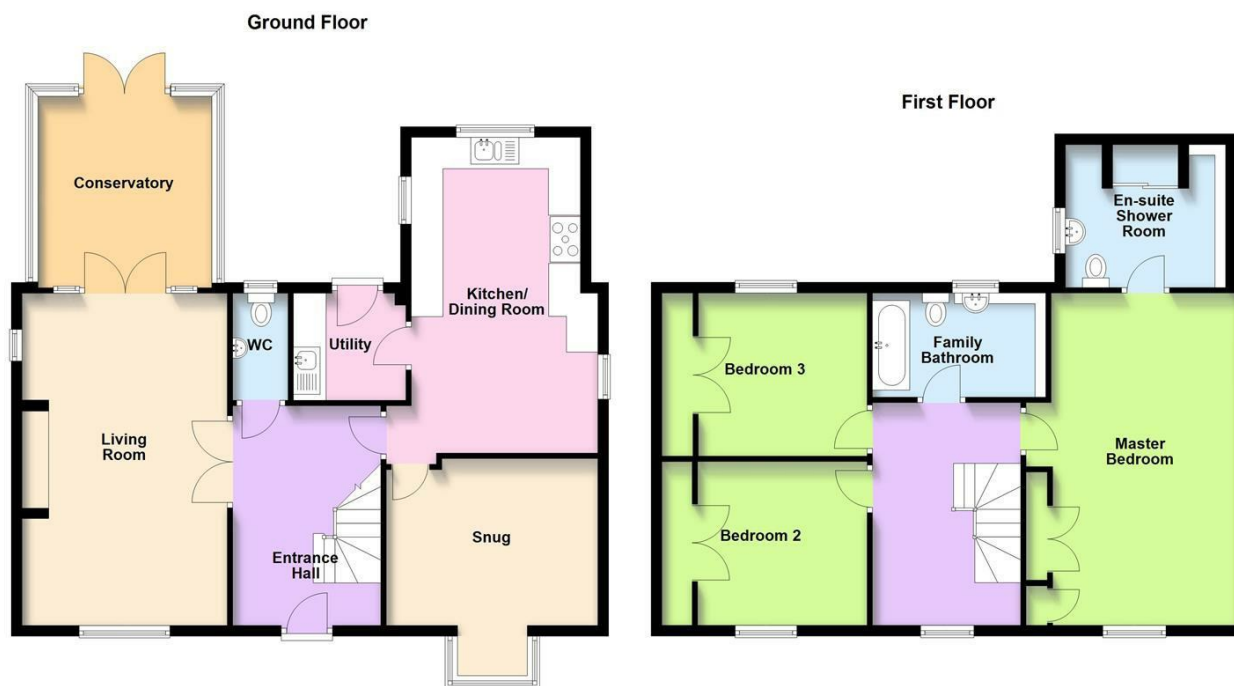 Ground Floor
Conservatory
Kitchen/
Dining Room
WC
Utility
Living
Room
Entrance
Hall
Snug
First Floor
En-suite
Shower
Room
Bedroom 3
Family
Bathroom
Master
Bedroom
Bedroom 2